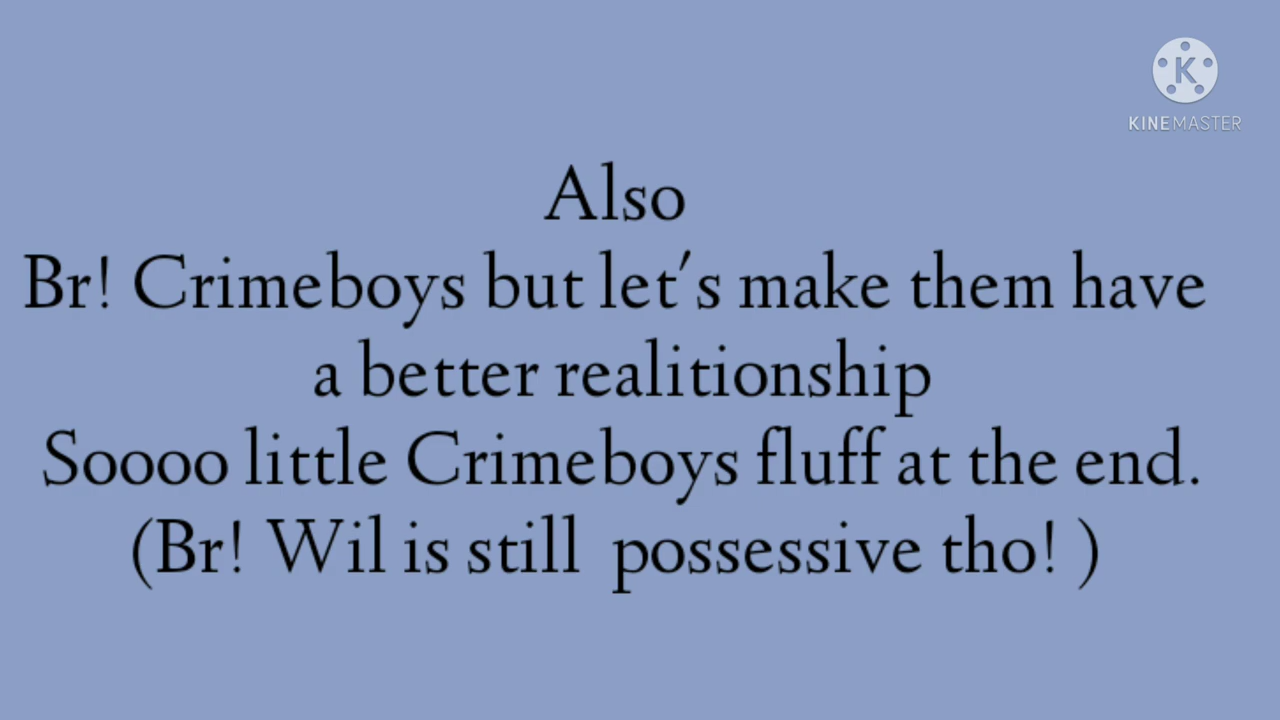 KINEMASTER
Also
Br! Crimeboys but let's make them have
a better realitionship
Soooo little Crimeboys fluff at the end.
(Br! Wil is still  possessive tho! )